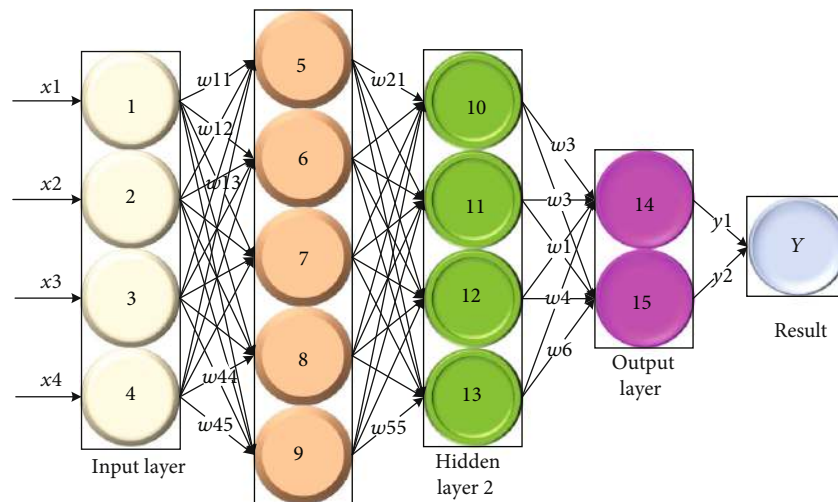 x1
x2
x3
x4
1
2
3
4
Input layer
w11
w12
w13
w44
w45
5
6
7
8
9
w21
w55
10
11
12
13
Hidden
layer 2
w3
w3
w1
w4
w6
14
15
Output
layer
y1
y2
Y
Result